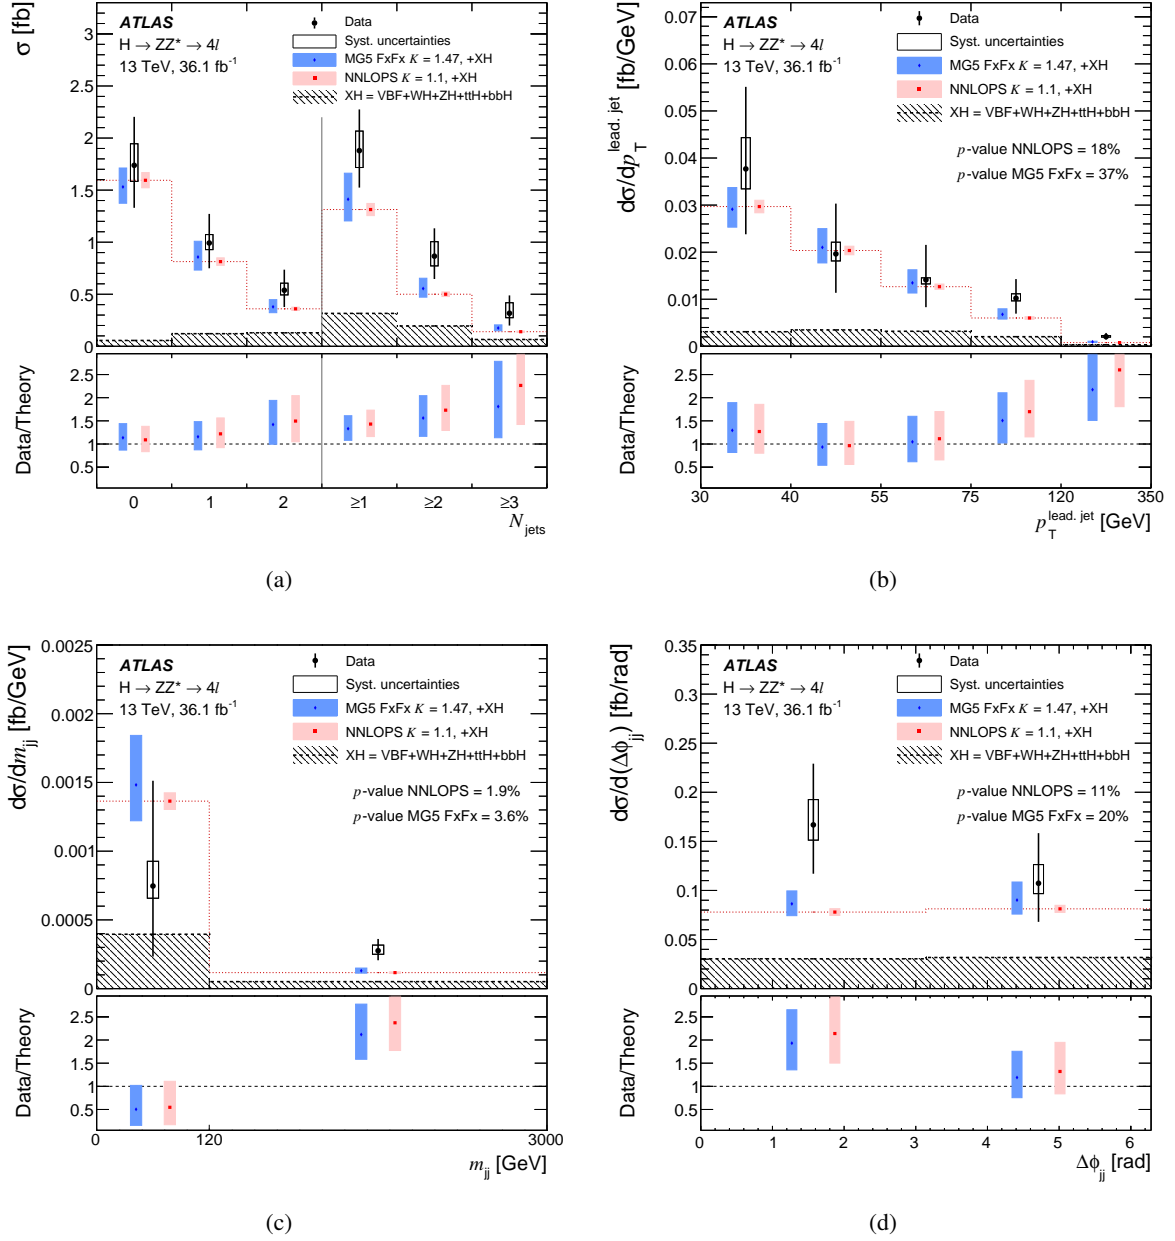 σ [fb]
ATLAS
H → ZZ* → 4l
13 TeV, 36.1 fb⁻¹
Data
Syst. uncertainties
MG5 FxFx K = 1.47, +XH
NNLOPS K = 1.1, +XH
XH = VBF+WH+ZH+ttH+bbH
3
2.5
2
1.5
1
0.5
0
Data/Theory
2.5
2
1.5
1
0.5
0 1 2 ≥1 ≥2 ≥3
N_jets
(a)
dσ/dp_T^lead. jet [fb/GeV]
ATLAS
H → ZZ* → 4l
13 TeV, 36.1 fb⁻¹
Data
Syst. uncertainties
MG5 FxFx K = 1.47, +XH
NNLOPS K = 1.1, +XH
XH = VBF+WH+ZH+ttH+bbH
p-value NNLOPS = 18%
p-value MG5 FxFx = 37%
0.07
0.06
0.05
0.04
0.03
0.02
0.01
0
Data/Theory
2.5
2
1.5
1
0.5
30 40 55 75 120 350
p_T^lead. jet [GeV]
(b)
dσ/dm_jj [fb/GeV]
ATLAS
H → ZZ* → 4l
13 TeV, 36.1 fb⁻¹
Data
Syst. uncertainties
MG5 FxFx K = 1.47, +XH
NNLOPS K = 1.1, +XH
XH = VBF+WH+ZH+ttH+bbH
p-value NNLOPS = 1.9%
p-value MG5 FxFx = 3.6%
0.0025
0.002
0.0015
0.001
0.0005
0
Data/Theory
2.5
2
1.5
1
0.5
0 120 3000
m_jj [GeV]
(c)
dσ/d(Δϕ_jj) [fb/rad]
ATLAS
H → ZZ* → 4l
13 TeV, 36.1 fb⁻¹
Data
Syst. uncertainties
MG5 FxFx K = 1.47, +XH
NNLOPS K = 1.1, +XH
XH = VBF+WH+ZH+ttH+bbH
p-value NNLOPS = 11%
p-value MG5 FxFx = 20%
0.35
0.3
0.25
0.2
0.15
0.1
0.05
0
Data/Theory
2.5
2
1.5
1
0.5
0 1 2 3 4 5 6
Δϕ_jj [rad]
(d)